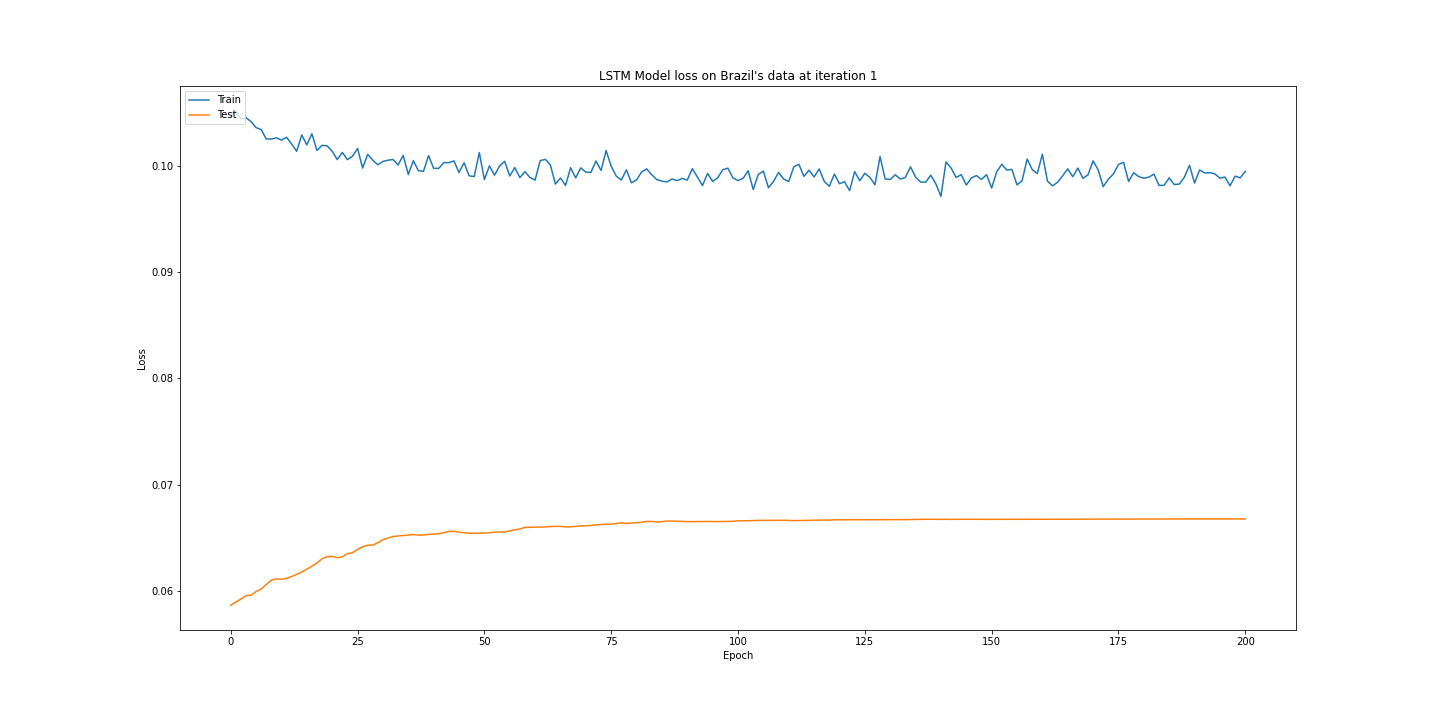 LSTM Model loss on Brazil's data at iteration 1
Train
Test
0.10
0.09
0.08
0.07
0.06
Loss
0 25 50 75 100 125 150 175 200
Epoch